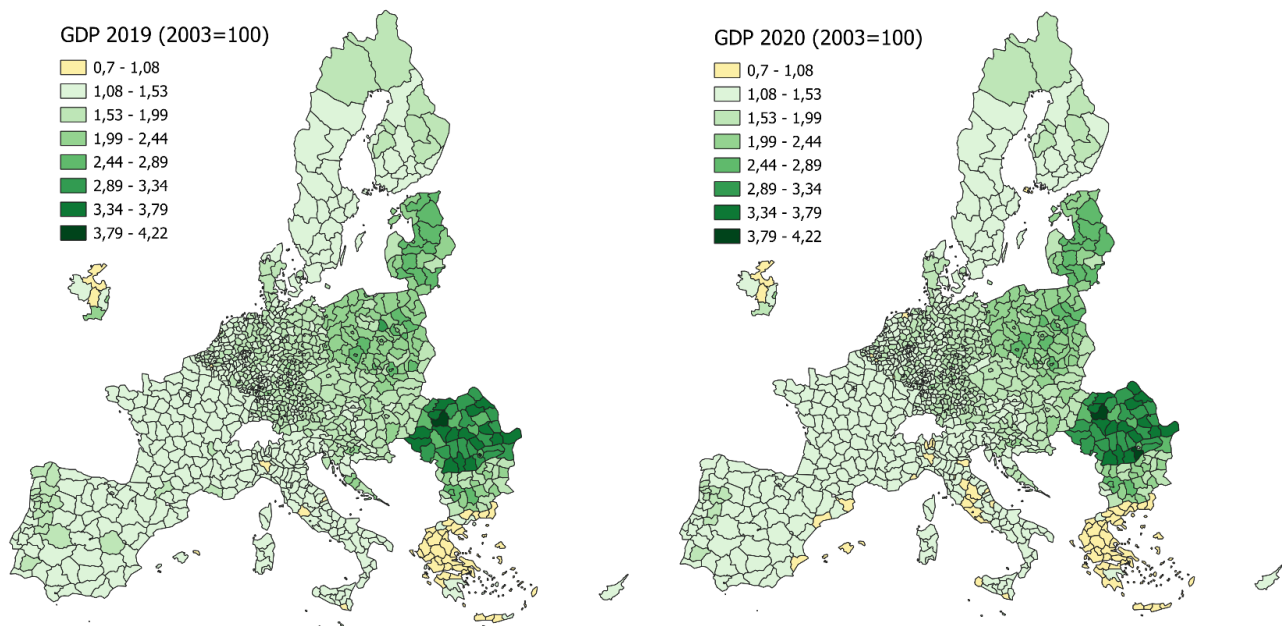 GDP 2019 (2003=100)
0,7 - 1,08
1,08 - 1,53
1,53 - 1,99
1,99 - 2,44
2,44 - 2,89
2,89 - 3,34
3,34 - 3,79
3,79 - 4,22
GDP 2020 (2003=100)
0,7 - 1,08
1,08 - 1,53
1,53 - 1,99
1,99 - 2,44
2,44 - 2,89
2,89 - 3,34
3,34 - 3,79
3,79 - 4,22